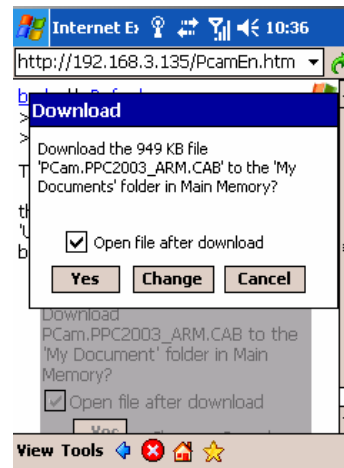 Internet E 10:36
http://192.168.3.135/PcamEn.htm
Download
Download the 949 KB file
'PCam.PPC2003_ARM.CAB' to the 'My
Documents' folder in Main Memory?
Open file after download
Yes Change Cancel
Download
PCam.PPC2003_ARM.CAB to the
'My Document' folder in Main
Memory?
Open file after download
View Tools